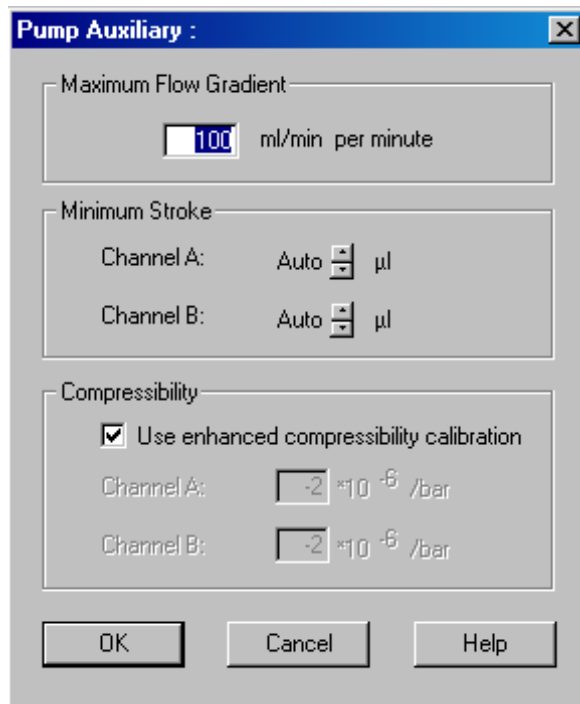 Pump Auxiliary :
Maximum Flow Gradient
100 ml/min per minute
Minimum Stroke
Channel A: Auto µl
Channel B: Auto µl
Compressibility
Use enhanced compressibility calibration
Channel A: -2 *10 -6 /bar
Channel B: -2 *10 -6 /bar
OK Cancel Help